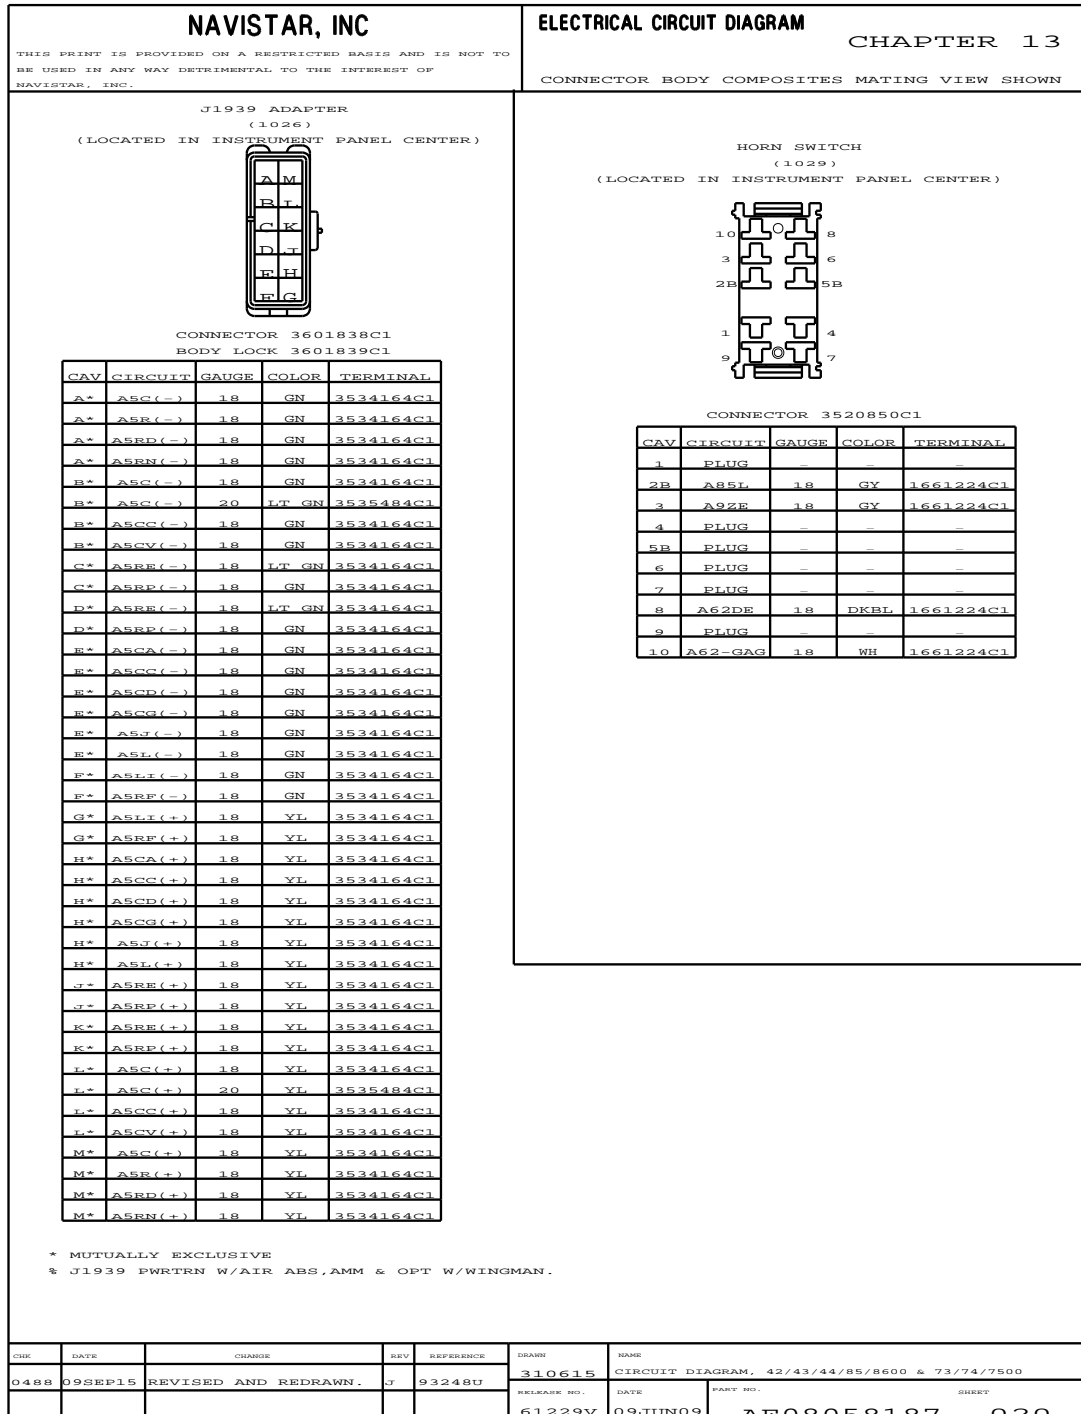 NAVISTAR, INC
THIS PRINT IS PROVIDED ON A RESTRICTED BASIS AND IS NOT TO
BE USED IN ANY WAY DETRIMENTAL TO THE INTEREST OF
NAVISTAR, INC.
ELECTRICAL CIRCUIT DIAGRAM
CHAPTER 13
CONNECTOR BODY COMPOSITES MATING VIEW SHOWN
J1939 ADAPTER
(1026)
(LOCATED IN INSTRUMENT PANEL CENTER)
A M
B L
C K
D J
E H
F G
CONNECTOR 3601838C1
BODY LOCK 3601839C1
CAV CIRCUIT GAUGE COLOR TERMINAL
A* A5C(-) 18 GN 3534164C1
A* A5R(-) 18 GN 3534164C1
A* A5RD(-) 18 GN 3534164C1
A* A5RN(-) 18 GN 3534164C1
B* A5C(-) 18 GN 3534164C1
B* A5C(-) 20 LT GN 3535484C1
B* A5CC(-) 18 GN 3534164C1
B* A5CV(-) 18 GN 3534164C1
C* A5RE(-) 18 LT GN 3534164C1
C* A5RP(-) 18 GN 3534164C1
D* A5RE(-) 18 LT GN 3534164C1
D* A5RP(-) 18 GN 3534164C1
E* A5CA(-) 18 GN 3534164C1
E* A5CC(-) 18 GN 3534164C1
E* A5CD(-) 18 GN 3534164C1
E* A5CG(-) 18 GN 3534164C1
E* A5J(-) 18 GN 3534164C1
E* A5L(-) 18 GN 3534164C1
F* A5LI(-) 18 GN 3534164C1
F* A5RF(-) 18 GN 3534164C1
G* A5LI(+) 18 YL 3534164C1
G* A5RF(+) 18 YL 3534164C1
H* A5CA(+) 18 YL 3534164C1
H* A5CC(+) 18 YL 3534164C1
H* A5CD(+) 18 YL 3534164C1
H* A5CG(+) 18 YL 3534164C1
H* A5J(+) 18 YL 3534164C1
H* A5L(+) 18 YL 3534164C1
J* A5RE(+) 18 YL 3534164C1
J* A5RP(+) 18 YL 3534164C1
K* A5RE(+) 18 YL 3534164C1
K* A5RP(+) 18 YL 3534164C1
L* A5C(+) 18 YL 3534164C1
L* A5C(+) 20 YL 3535484C1
L* A5CC(+) 18 YL 3534164C1
L* A5CV(+) 18 YL 3534164C1
M* A5C(+) 18 YL 3534164C1
M* A5R(+) 18 YL 3534164C1
M* A5RD(+) 18 YL 3534164C1
M* A5RN(+) 18 YL 3534164C1
* MUTUALLY EXCLUSIVE
% J1939 PWRTRN W/AIR ABS,AMM & OPT W/WINGMAN.
HORN SWITCH
(1029)
(LOCATED IN INSTRUMENT PANEL CENTER)
10 8
3 6
2B 5B
1 4
9 7
CONNECTOR 3520850C1
CAV CIRCUIT GAUGE COLOR TERMINAL
1 PLUG - - -
2B A85L 18 GY 1661224C1
3 A9ZE 18 GY 1661224C1
4 PLUG - - -
5B PLUG - - -
6 PLUG - - -
7 PLUG - - -
8 A62DE 18 DKBL 1661224C1
9 PLUG - - -
10 A62-GAG 18 WH 1661224C1
CHK DATE CHANGE REV REFERENCE
0488 09SEP15 REVISED AND REDRAWN. J 93248U
DRAWN NAME
310615 CIRCUIT DIAGRAM, 42/43/44/85/8600 & 73/74/7500
RELEASE NO. DATE PART NO. SHEET
61229V 09JUN09 AE08058187 030